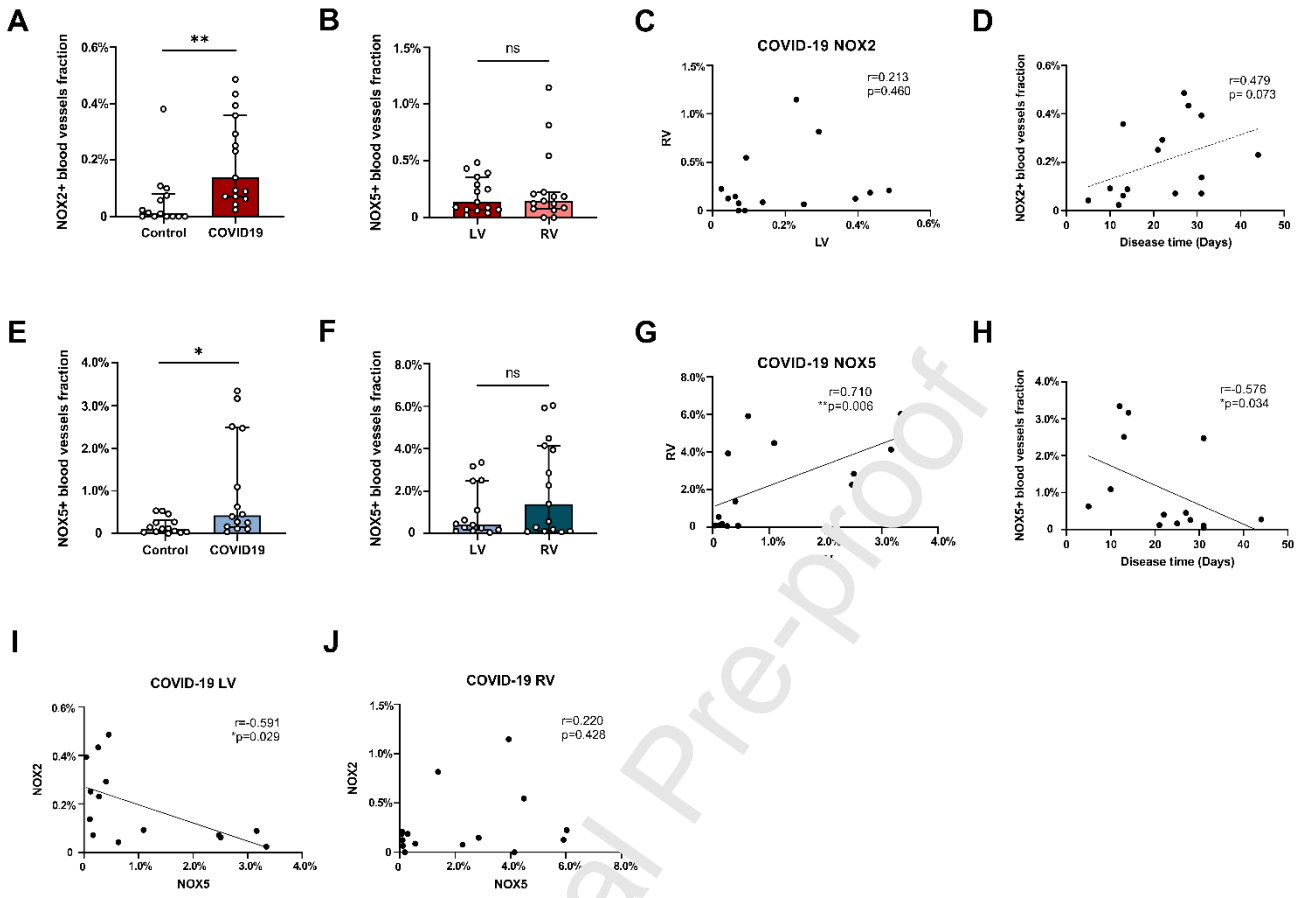 A
NOX2+ blood vessels fraction
0.6%
0.4%
0.2%
0
**
Control
COVID19
B
NOX5+ blood vessels fraction
1.5%
1.0%
0.5%
0
ns
LV
RV
C
COVID-19 NOX2
RV
1.5%
1.0%
0.5%
0
r=0.213
p=0.460
0.2%
0.4%
0.6%
LV
D
NOX2+ blood vessels fraction
0.6%
0.4%
0.2%
0
r=0.479
p= 0.073
0
10
20
30
40
50
Disease time (Days)
E
NOX5+ blood vessels fraction
4.0%
3.0%
2.0%
1.0%
0
*
Control
COVID19
F
NOX5+ blood vessels fraction
8.0%
6.0%
4.0%
2.0%
0
ns
LV
RV
G
COVID-19 NOX5
RV
8.0%
6.0%
4.0%
2.0%
0
r=0.710
**p=0.006
0
1.0%
2.0%
3.0%
4.0%
H
NOX5+ blood vessels fraction
4.0%
3.0%
2.0%
1.0%
0
r=-0.576
*p=0.034
0
10
20
30
40
50
Disease time (Days)
I
COVID-19 LV
NOX2
0.6%
0.4%
0.2%
0
r=-0.591
*p=0.029
0
1.0%
2.0%
3.0%
4.0%
NOX5
J
COVID-19 RV
NOX2
1.5%
1.0%
0.5%
0
r=0.220
p=0.428
0
2.0%
4.0%
6.0%
8.0%
NOX5
al Pre-proof